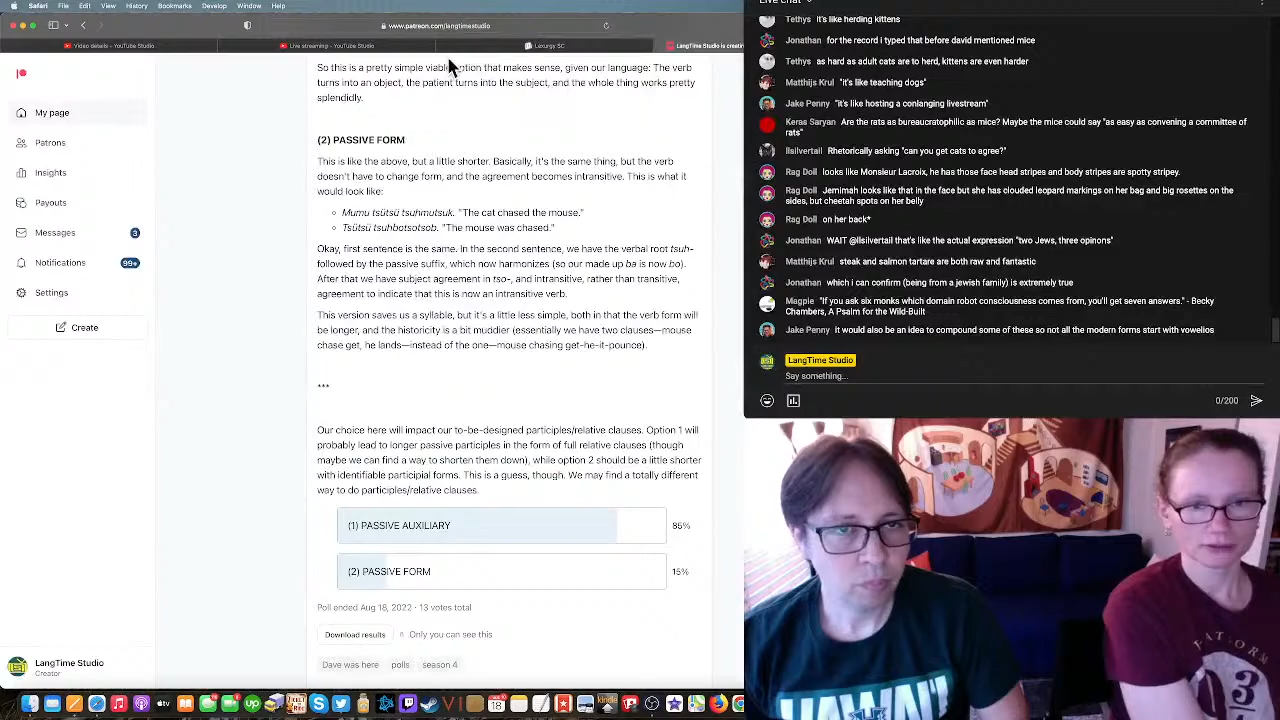 Safari File Edit View History Bookmarks Develop Window Help
www.patreon.com/langtimestudio
Video details - YouTube Studio
Live streaming - YouTube Studio
Lexurgy SC
LangTime Studio is creatin
My page
Patrons
Insights
Payouts
Messages 3
Notifications 99+
Settings
Create
LangTime Studio
Creator
So this is a pretty simple viable option that makes sense, given our language: The verb
turns into an object, the patient turns into the subject, and the whole thing works pretty
splendidly.
(2) PASSIVE FORM
This is like the above, but a little shorter. Basically, it's the same thing, but the verb
doesn't have to change form, and the agreement becomes intransitive. This is what it
would look like:
Mumu tsütsü tsuhmutsuk. "The cat chased the mouse."
Tsütsü tsuhbotsotsob. "The mouse was chased."
Okay, first sentence is the same. In the second sentence, we have the verbal root tsuh-
followed by the passive suffix, which now harmonizes (so our made up ba is now bo).
After that we have subject agreement in tso-, and intransitive, rather than transitive,
agreement to indicate that this is now an intransitive verb.
This version saves us a syllable, but it's a little less simple, both in that the verb form will
be longer, and the historicity is a bit muddier (essentially we have two clauses—mouse
chase get, he lands—instead of the one—mouse chasing get-he-it-pounce).
***
Our choice here will impact our to-be-designed participles/relative clauses. Option 1 will
probably lead to longer passive participles in the form of full relative clauses (though
maybe we can find a way to shorten them down), while option 2 should be a little shorter
with identifiable participial forms. This is a guess, though. We may find a totally different
way to do participles/relative clauses.
(1) PASSIVE AUXILIARY 85%
(2) PASSIVE FORM 15%
Poll ended Aug 18, 2022 · 13 votes total
Download results Only you can see this
Dave was here polls season 4
Live chat
Tethys it's like herding kittens
Jonathan for the record i typed that before david mentioned mice
Tethys as hard as adult cats are to herd, kittens are even harder
Matthijs Krul "it's like teaching dogs"
Jake Penny "it's like hosting a conlanging livestream"
Keras Saryan Are the rats as bureaucratophilic as mice? Maybe the mice could say "as easy as convening a committee of
rats"
llsilvertail Rhetorically asking "can you get cats to agree?"
Rag Doll looks like Monsieur Lacroix, he has those face head stripes and body stripes are spotty stripey.
Rag Doll Jemimah looks like that in the face but she has clouded leopard markings on her bag and big rosettes on the
sides, but cheetah spots on her belly
Rag Doll on her back*
Jonathan WAIT @llsilvertail that's like the actual expression "two Jews, three opinons"
Matthijs Krul steak and salmon tartare are both raw and fantastic
Jonathan which i can confirm (being from a jewish family) is extremely true
Magpie "If you ask six monks which domain robot consciousness comes from, you'll get seven answers." - Becky
Chambers, A Psalm for the Wild-Built
Jake Penny it would also be an idea to compound some of these so not all the modern forms start with vowelios
LangTime Studio
Say something...
0/200